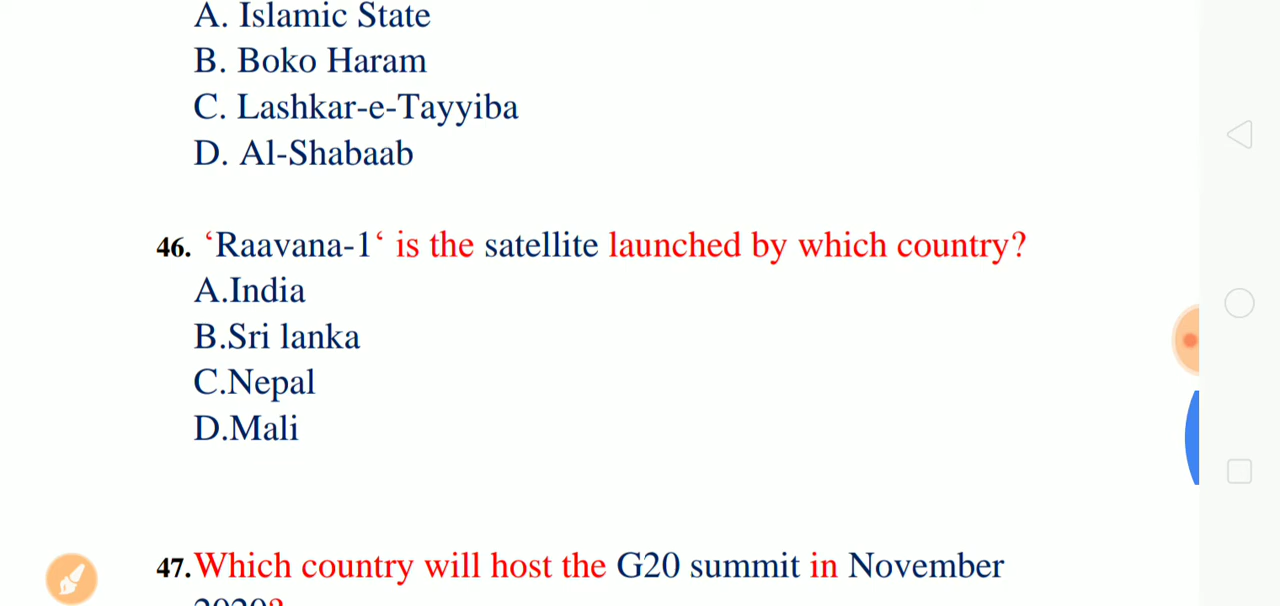 A. Islamic State
B. Boko Haram
C. Lashkar-e-Tayyiba
D. Al-Shabaab
46. ‘Raavana-1‘ is the satellite launched by which country?
A.India
B.Sri lanka
C.Nepal
D.Mali
47.Which country will host the G20 summit in November